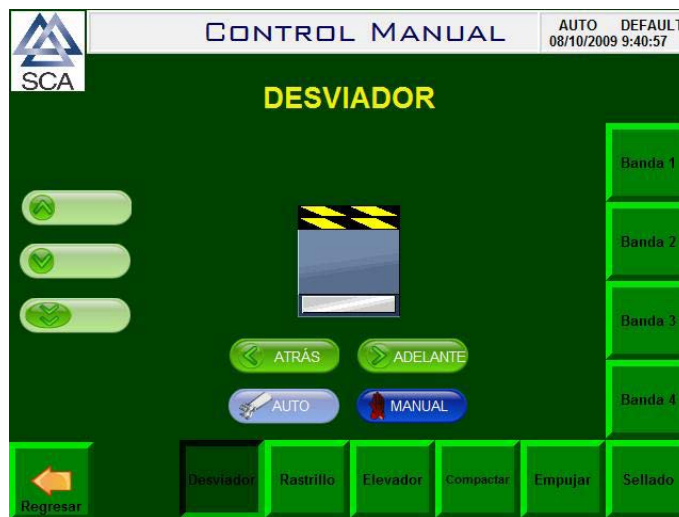 CONTROL MANUAL
AUTO DEFAULT
08/10/2009 9:40:57
SCA
DESVIADOR
Banda 1
Banda 2
Banda 3
ATRÁS
ADELANTE
Banda 4
AUTO
MANUAL
Regresar
Desviador
Rastrillo
Elevador
Compactar
Empujar
Sellado